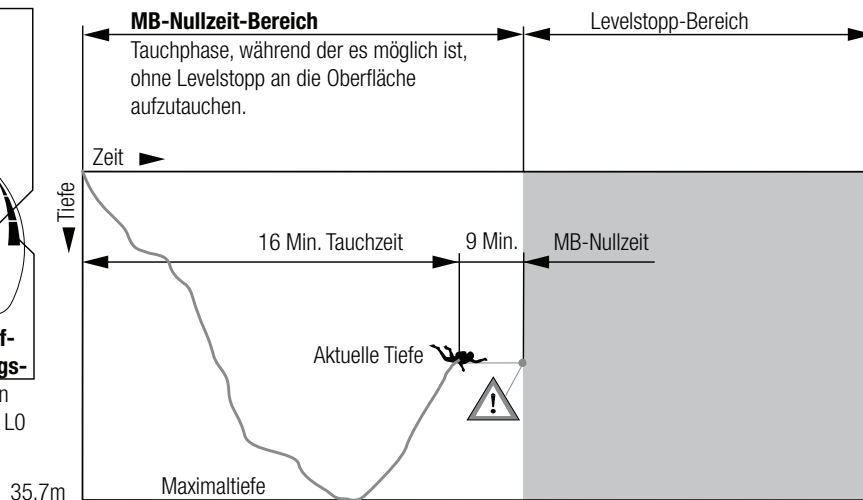 MB-Nullzeit-Bereich
Levelstopp-Bereich
Tauchphase, während der es möglich ist,
ohne Levelstopp an die Oberfläche
aufzutauchen.
Zeit
Tiefe
16 Min. Tauchzeit
9 Min.
MB-Nullzeit
Aktuelle Tiefe
!
f-
gs-
n
L0
35.7m
Maximaltiefe